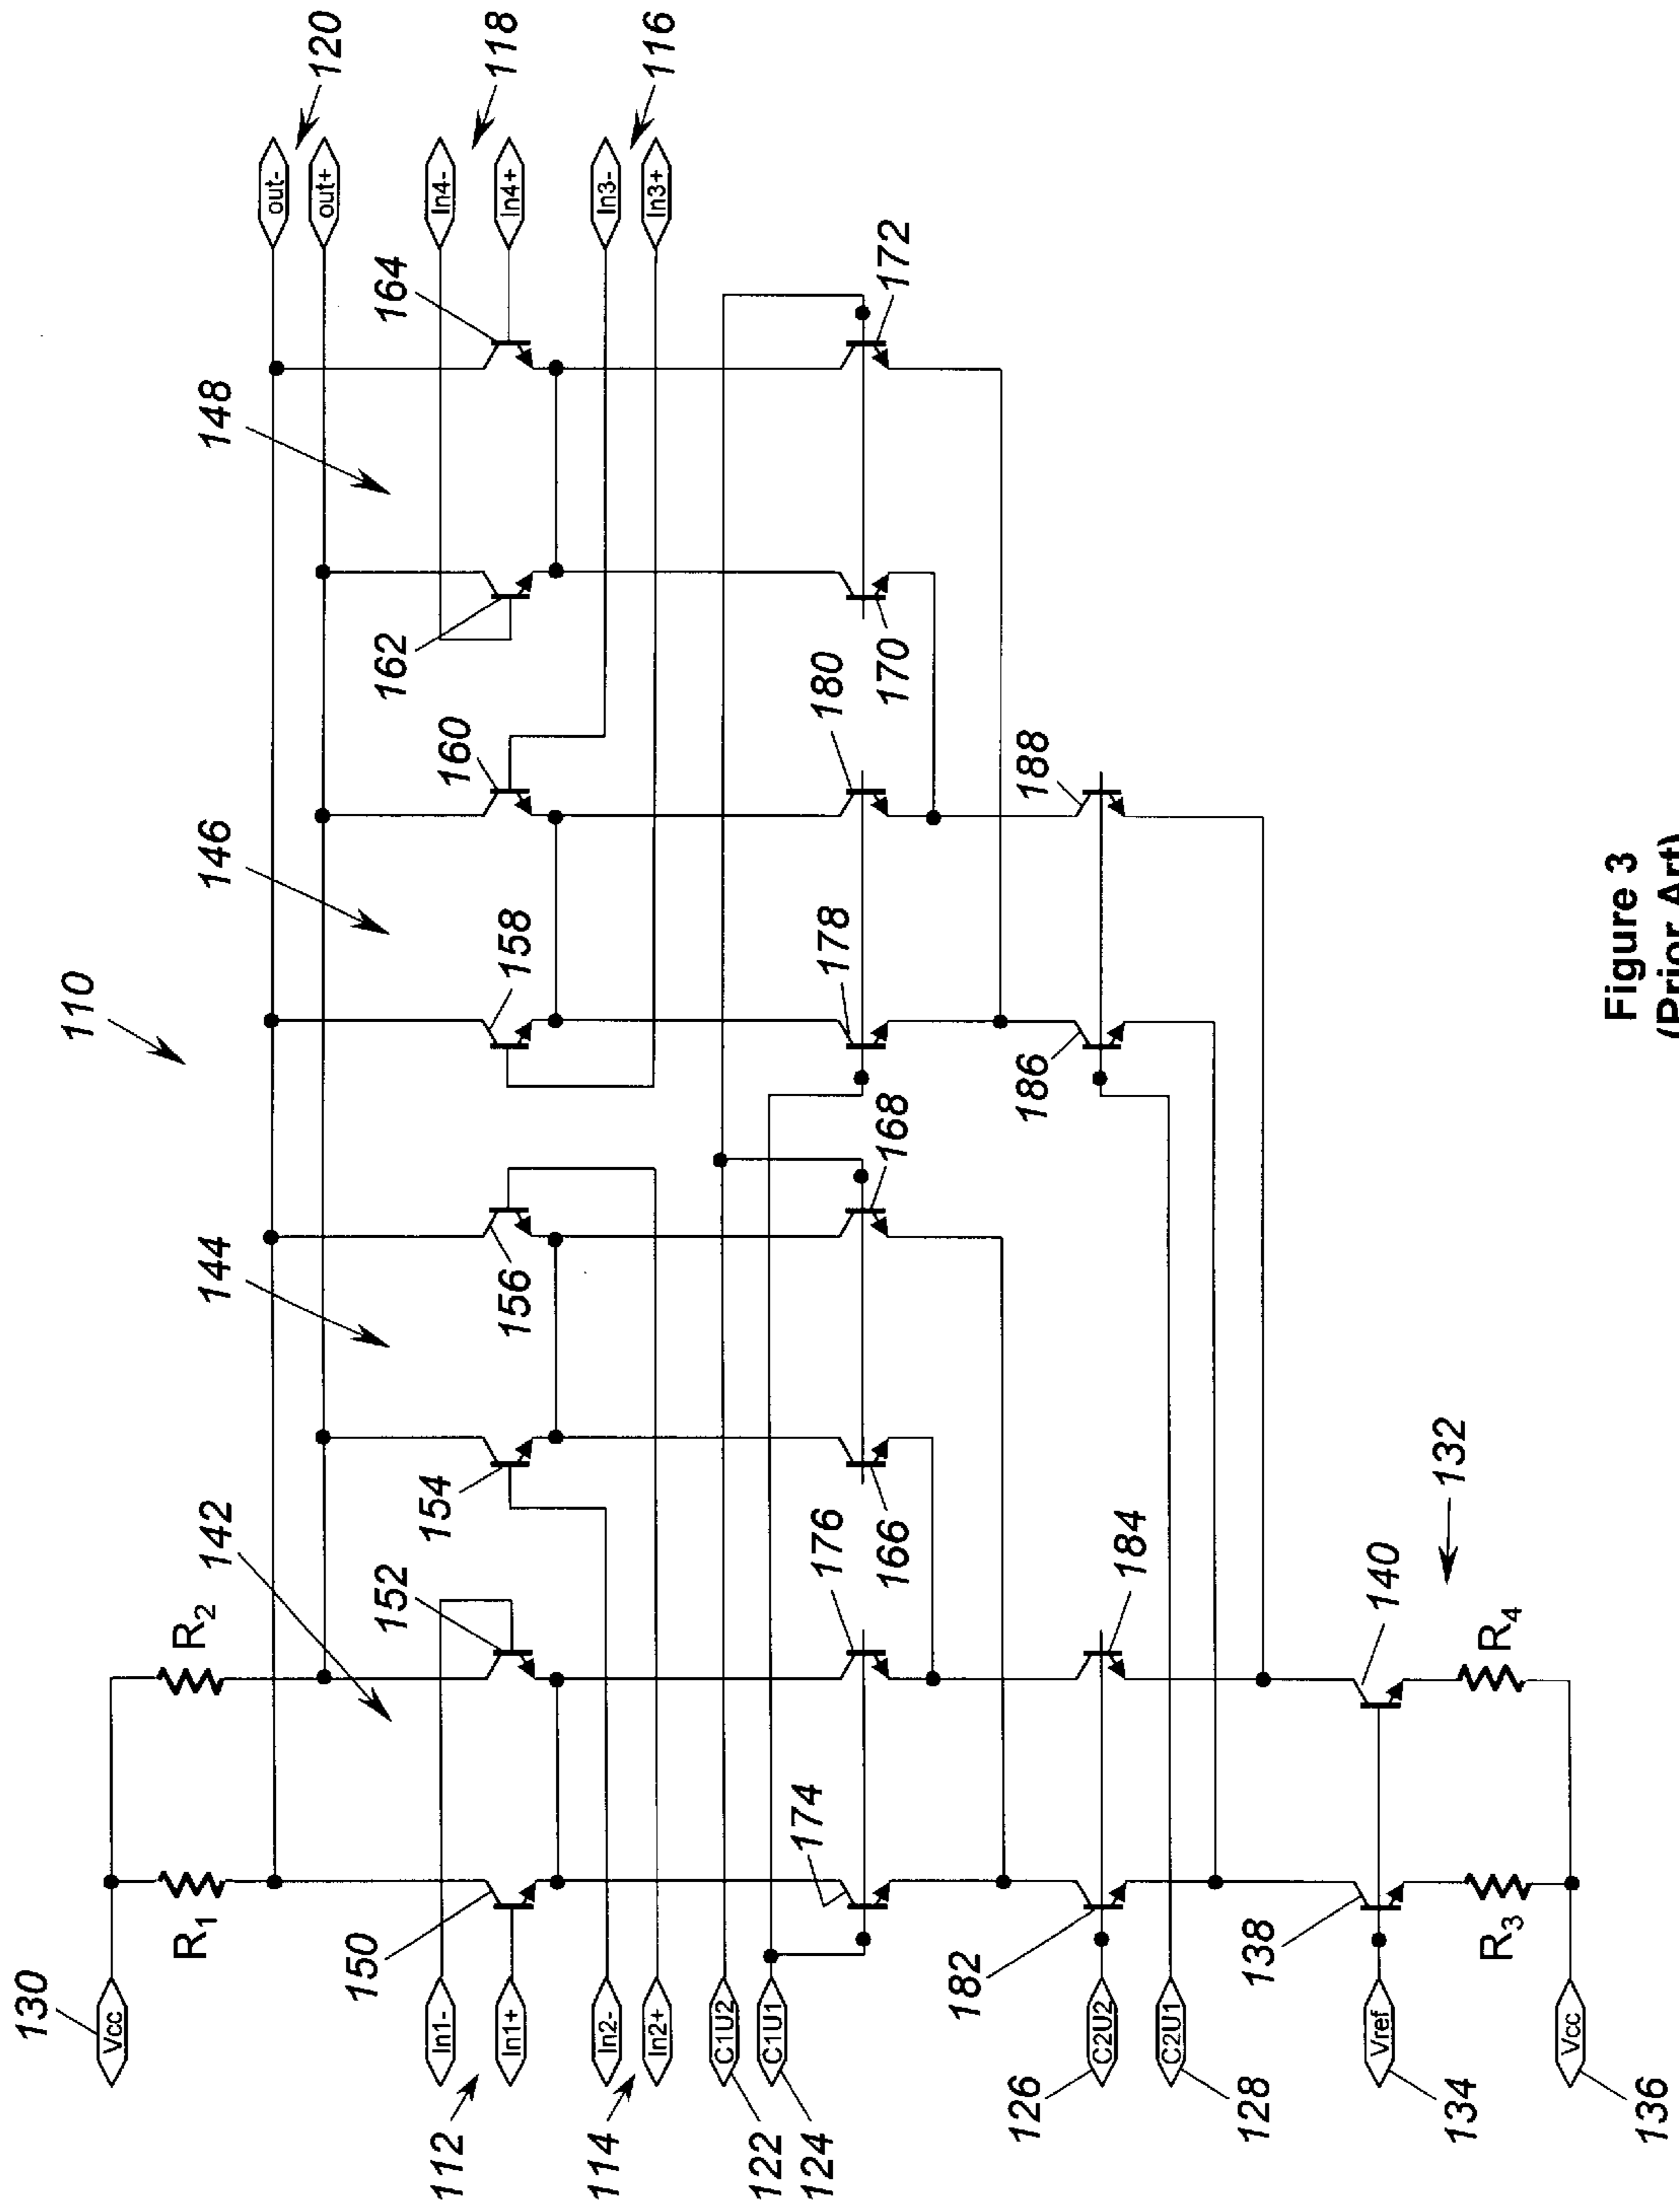 110
130
Vcc
R1
R2
142
144
146
148
out-
120
out+
150
152
154
156
158
160
162
164
In1-
In1+
112
In2-
In2+
114
In4-
118
In4+
In3-
116
In3+
C1U2
122
C1U1
124
174
176
166
168
178
180
170
172
182
184
186
188
C2U2
126
C2U1
128
138
140
132
Vref
134
R3
R4
Vcc
136
Figure 3
(Prior Art)